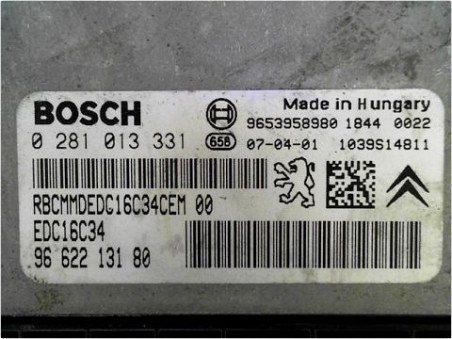 BOSCH
Made in Hungary
9653958980 1844 0022
0 281 013 331
656
07-04-01 1039S14811
RBCMMDEDG16C34CEM 00
EDC16C34
96 622 131 80